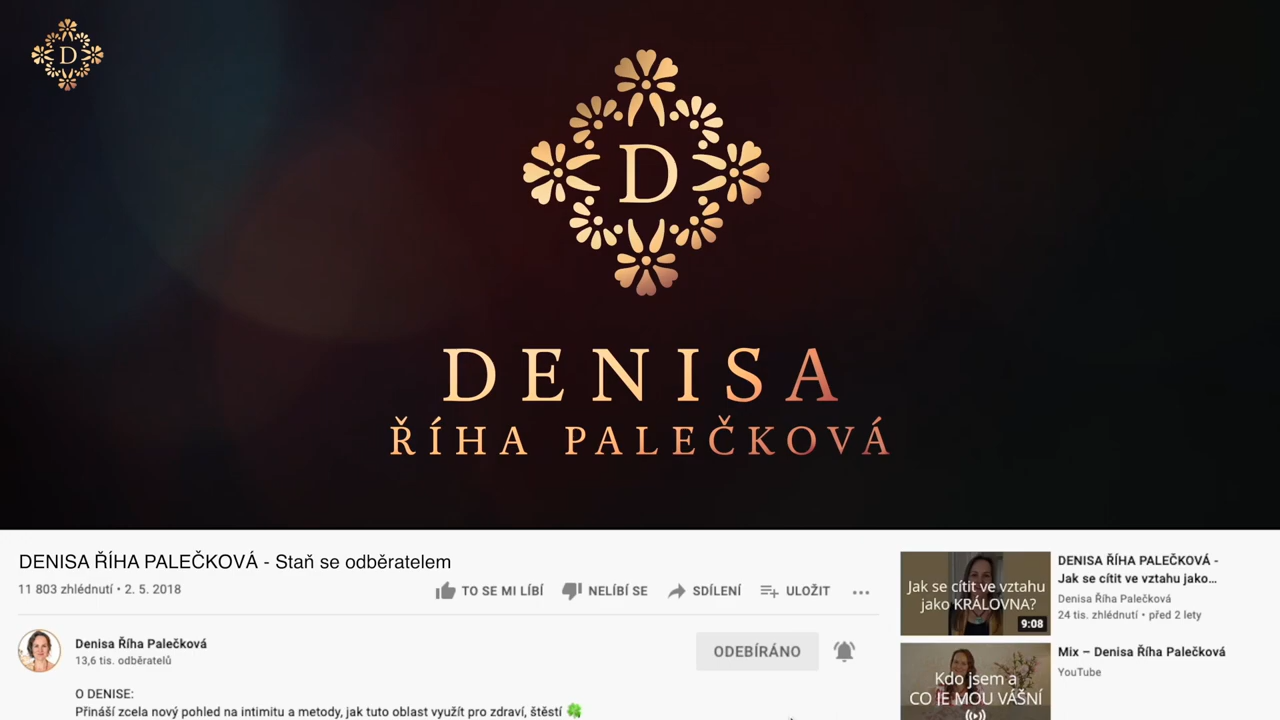 D
D
DENISA
ŘÍHA PALEČKOVÁ
DENISA ŘÍHA PALEČKOVÁ - Staň se odběratelem
11 803 zhlédnutí • 2. 5. 2018
TO SE MI LÍBÍ
NELÍBÍ SE
SDÍLENÍ
ULOŽIT
Denisa Říha Palečková
13,6 tis. odběratelů
ODEBÍRÁNO
O DENISE:
Přináší zcela nový pohled na intimitu a metody, jak tuto oblast využít pro zdraví, štěstí 🍀
Jak se cítit ve vztahu
jako KRÁLOVNA?
9:08
DENISA ŘÍHA PALEČKOVÁ -
Jak se cítit ve vztahu jako...
Denisa Říha Palečková
24 tis. zhlédnutí • před 2 lety
Kdo jsem a
CO JE MOU VÁŠNÍ
Mix – Denisa Říha Palečková
YouTube